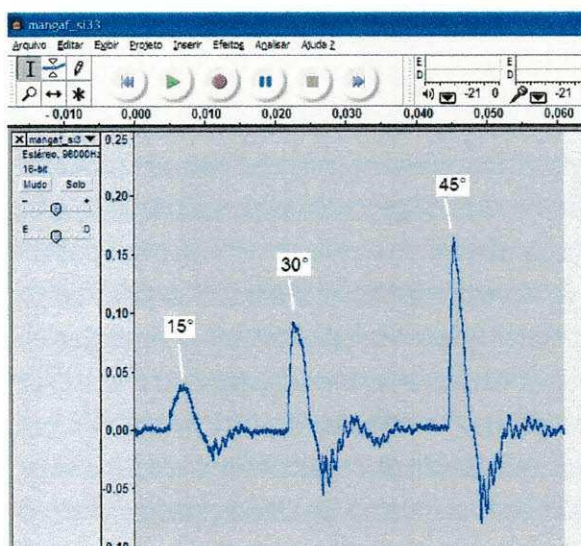 mangaf_si33
Arquivo Editar Exibir Projeto Inserir Efeitos Analisar Ajuda ?
E
D
E
D
-21 0
-21
-0,010 0,000 0,010 0,020 0,030 0,040 0,050 0,060
mangaf_si3
Estéreo, 96000Hz
16-bit
Mudo Solo
- +
E D
0,25
0,20
0,15
0,10
0,05
0,00
-0,05
-0,10
15°
30°
45°